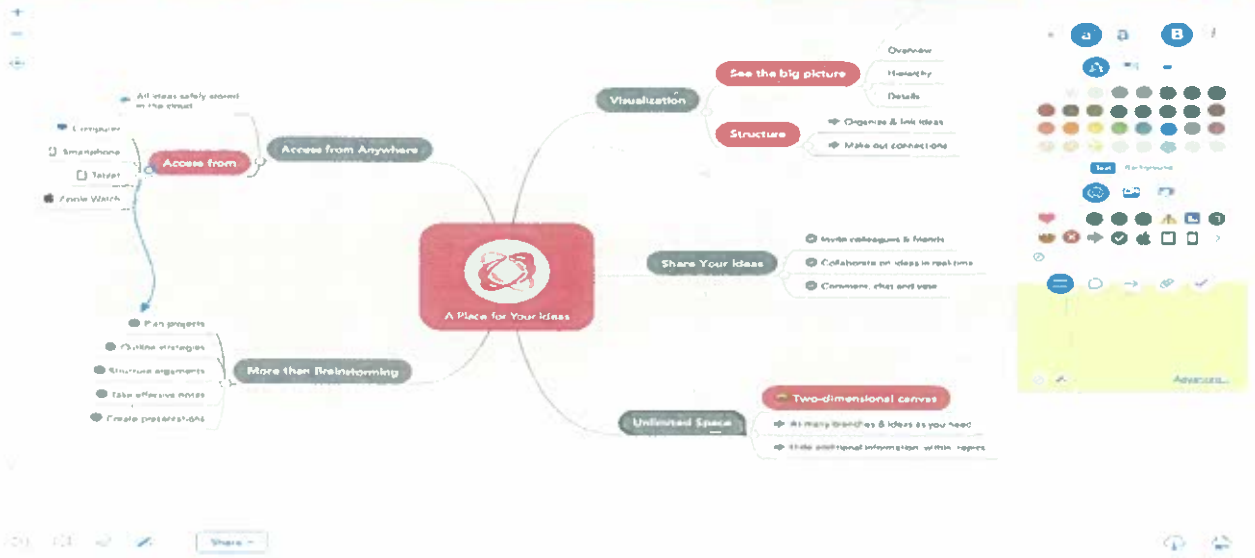 Overview
See the big picture
Hierarchy
Visualization
Details
All ideas safely stored
in the cloud
Organize & link ideas
Structure
Computer
Make out connections
Access from Anywhere
Smartphone
Access from
Tablet
Text Background
Apple Watch
Invite colleagues & friends
Share Your Ideas
Collaborate on ideas in real-time
Comment, chat and vote
A Place for Your Ideas
Plan projects
Outline strategies
Structure arguments
More than Brainstorming
Advanced...
Take effective notes
Two-dimensional canvas
Create presentations
Unlimited Space
As many branches & ideas as you need
additional information within topics
Share